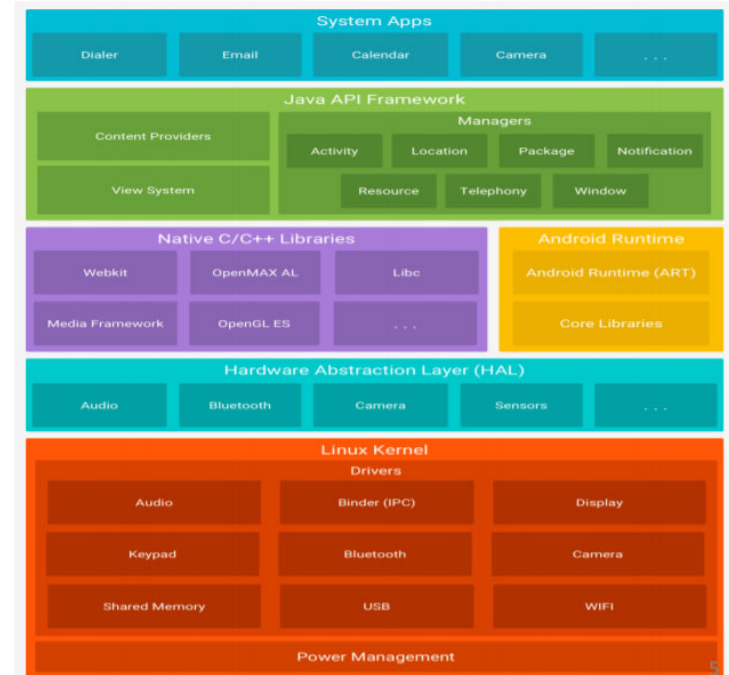 System Apps
Dialer Email Calendar Camera . . .
Java API Framework
Content Providers
View System
Managers
Activity Location Package Notification
Resource Telephony Window
Native C/C++ Libraries
Webkit OpenMAX AL Libc
Media Framework OpenGL ES . . .
Android Runtime
Android Runtime (ART)
Core Libraries
Hardware Abstraction Layer (HAL)
Audio Bluetooth Camera Sensors . . .
Linux Kernel
Drivers
Audio Binder (IPC) Display
Keypad Bluetooth Camera
Shared Memory USB WIFI
Power Management
5